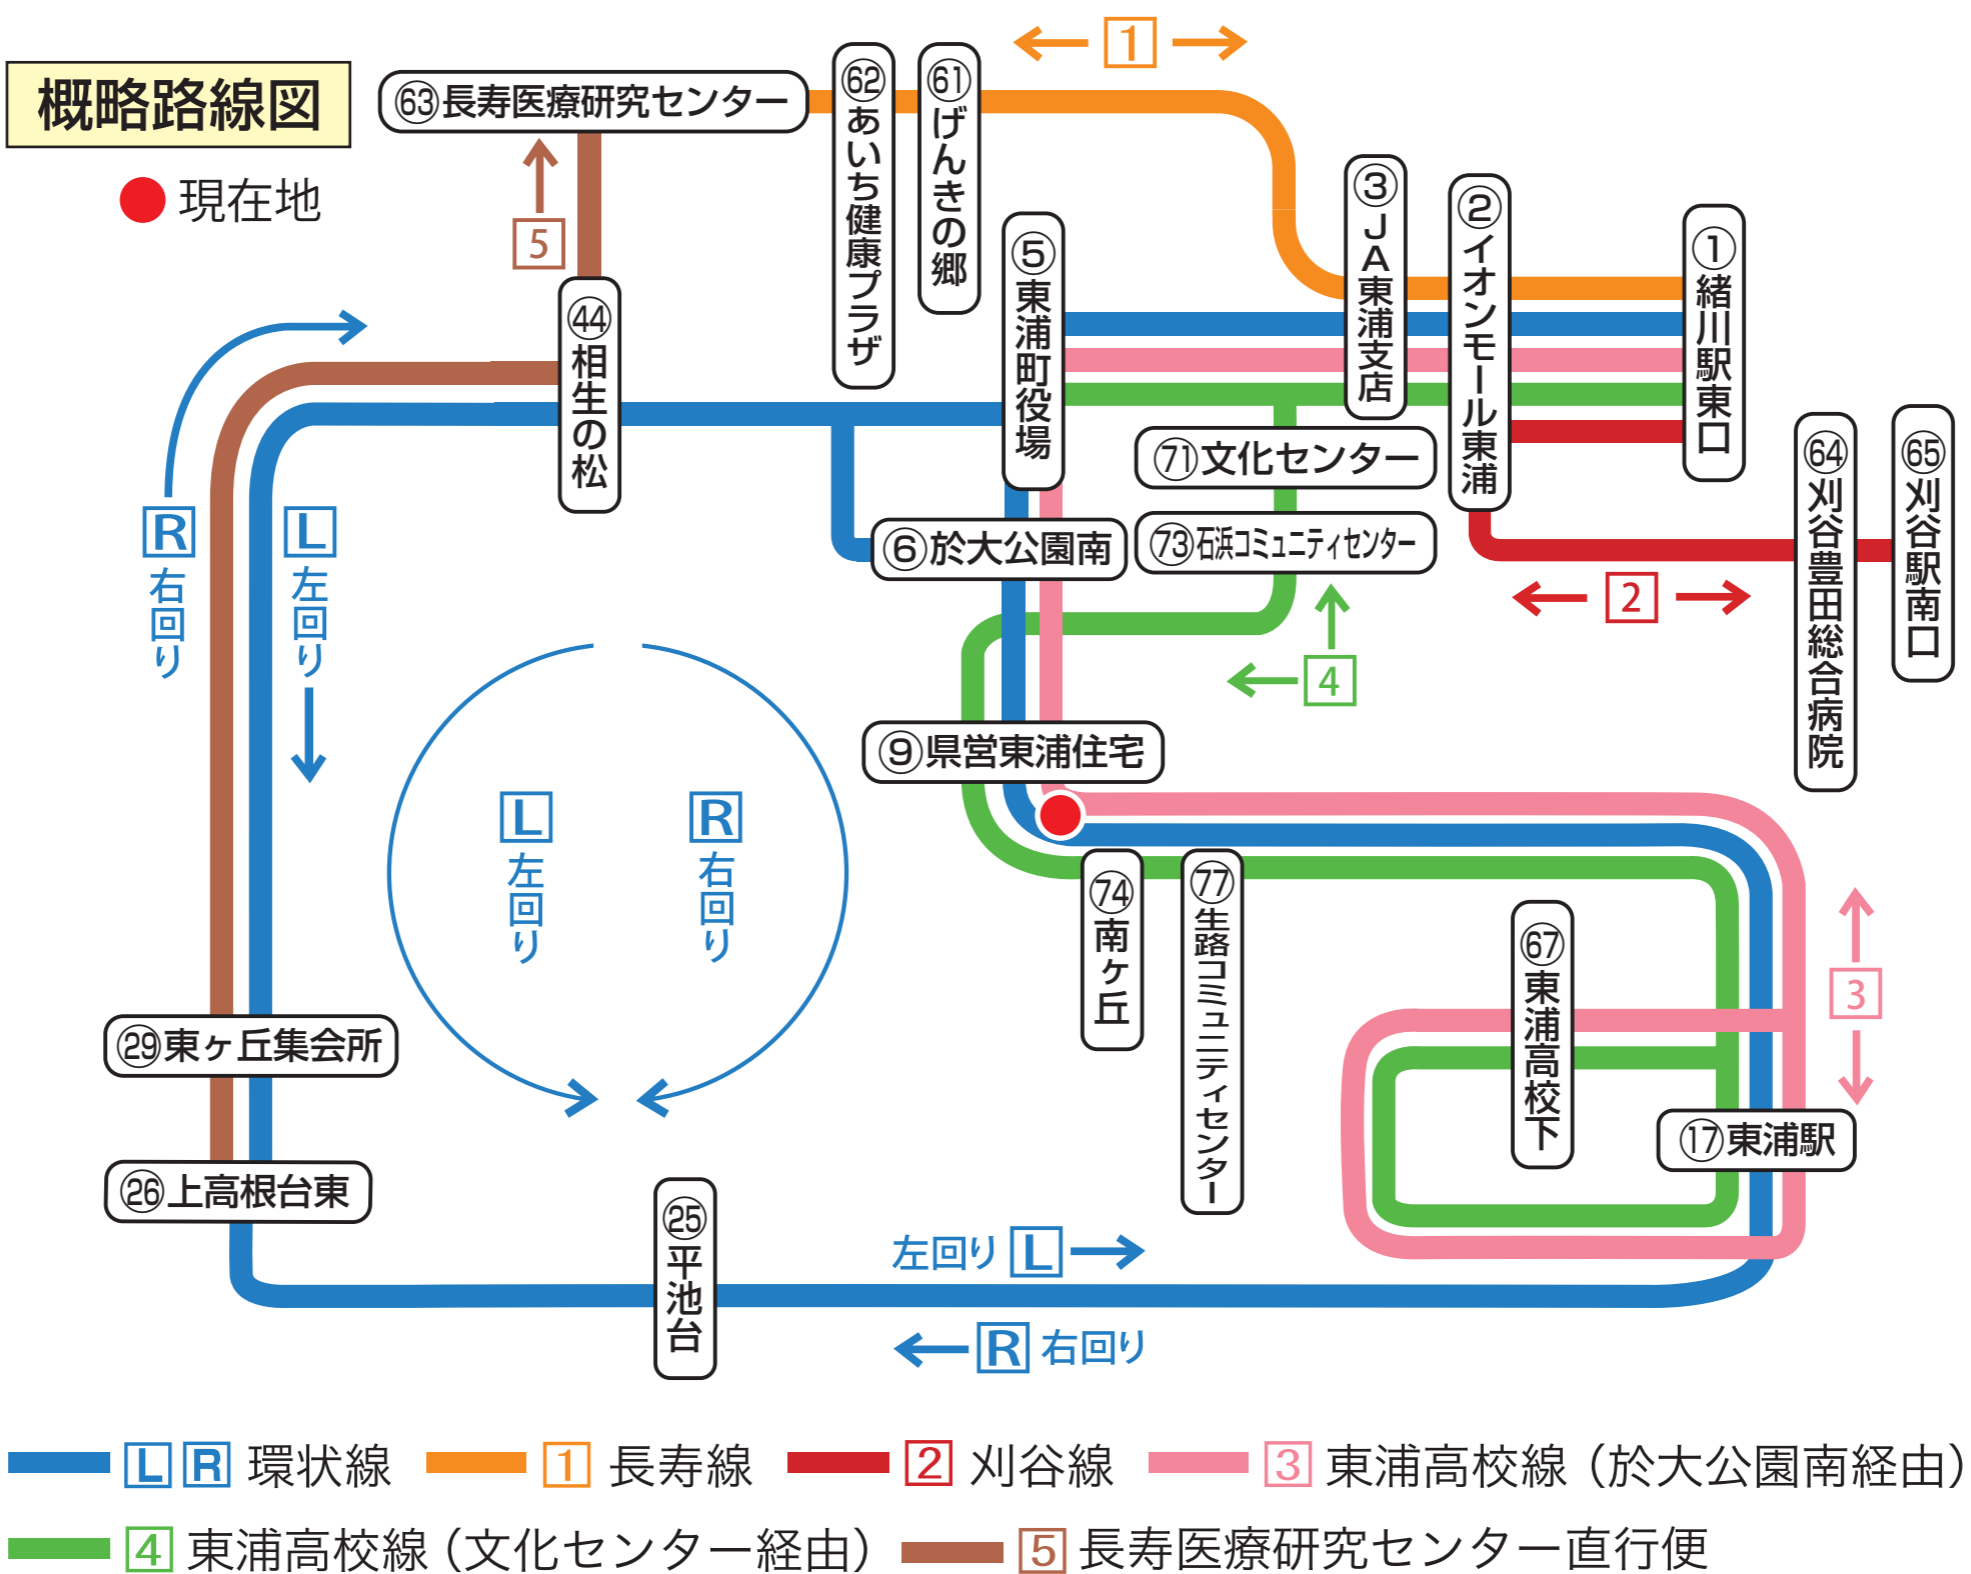 概略路線図
現在地
63長寿医療研究センター
62あいち健康プラザ
61げんきの郷
1
3JA東浦支店
2イオンモール東浦
1緒川駅東口
5東浦町役場
5
44相生の松
71文化センター
73石浜コミュニティセンター
6於大公園南
64刈谷豊田総合病院
65刈谷駅南口
2
4
R
右回り
L
左回り
9県営東浦住宅
L
左回り
R
右回り
74南ヶ丘
77生路コミュニティセンター
67東浦高校下
3
17東浦駅
29東ヶ丘集会所
26上高根台東
25平池台
左回り L
R 右回り
L R 環状線 1 長寿線 2 刈谷線 3 東浦高校線（於大公園南経由）
4 東浦高校線（文化センター経由） 5 長寿医療研究センター直行便